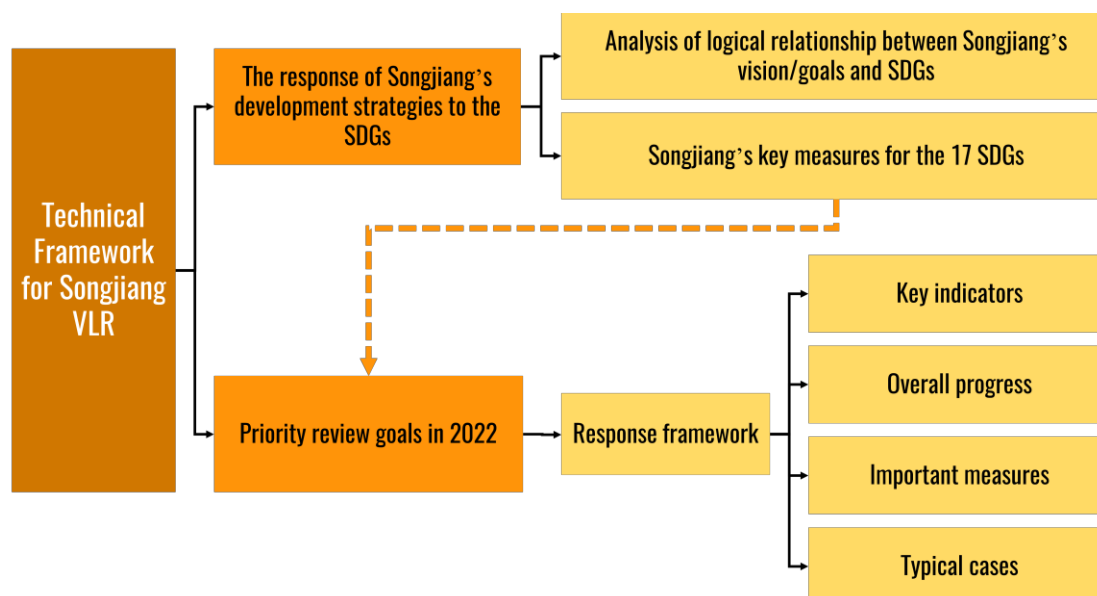 Technical
Framework
for Songjiang
VLR
The response of Songjiang’s
development strategies to the
SDGs
Analysis of logical relationship between Songjiang’s
vision/goals and SDGs
Songjiang’s key measures for the 17 SDGs
Priority review goals in 2022
Response framework
Key indicators
Overall progress
Important measures
Typical cases